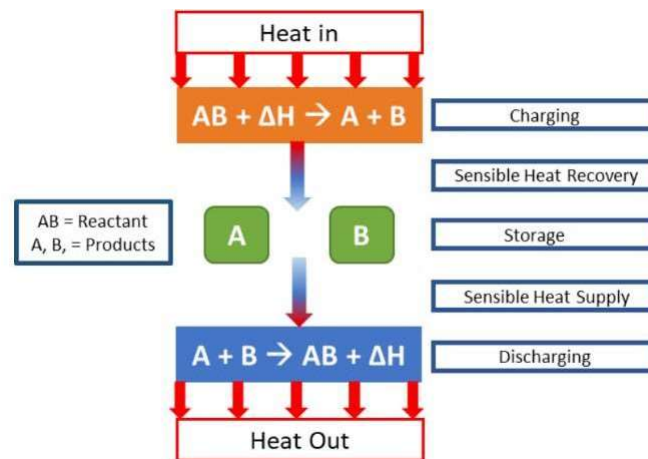 Heat in
AB + ΔH → A + B
Charging
Sensible Heat Recovery
AB = Reactant
A, B, = Products
A
B
Storage
Sensible Heat Supply
A + B → AB + ΔH
Discharging
Heat Out